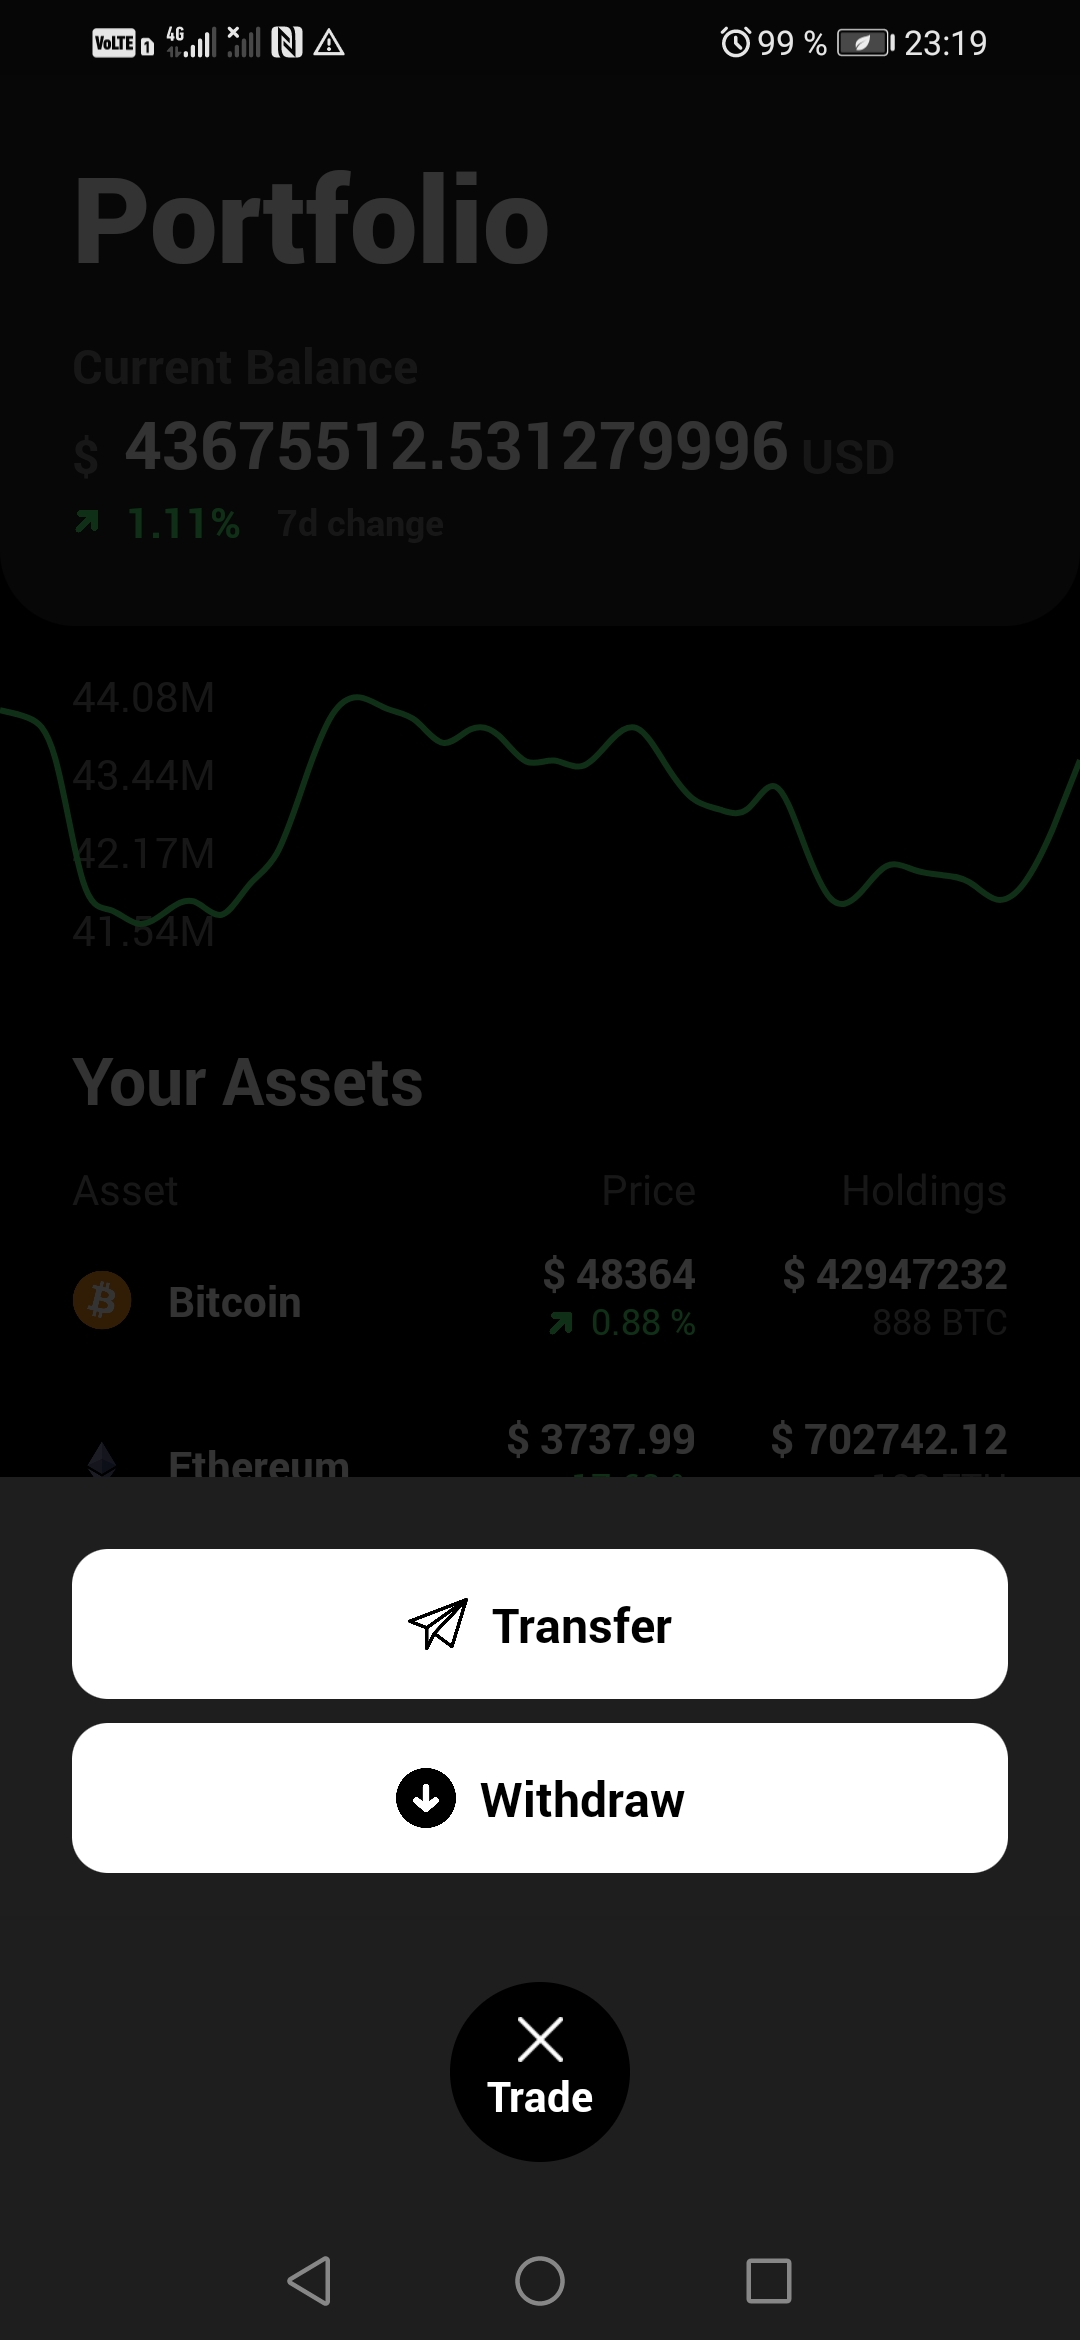 VoLTE 1 4G 99 % 23:19
Portfolio
Current Balance
$ 43675512.531279996 USD
1.11% 7d change
44.08M
43.44M
42.17M
41.54M
Your Assets
Asset Price Holdings
Bitcoin $ 48364 $ 42947232
0.88 % 888 BTC
Ethereum $ 3737.99 $ 702742.12
Transfer
Withdraw
Trade